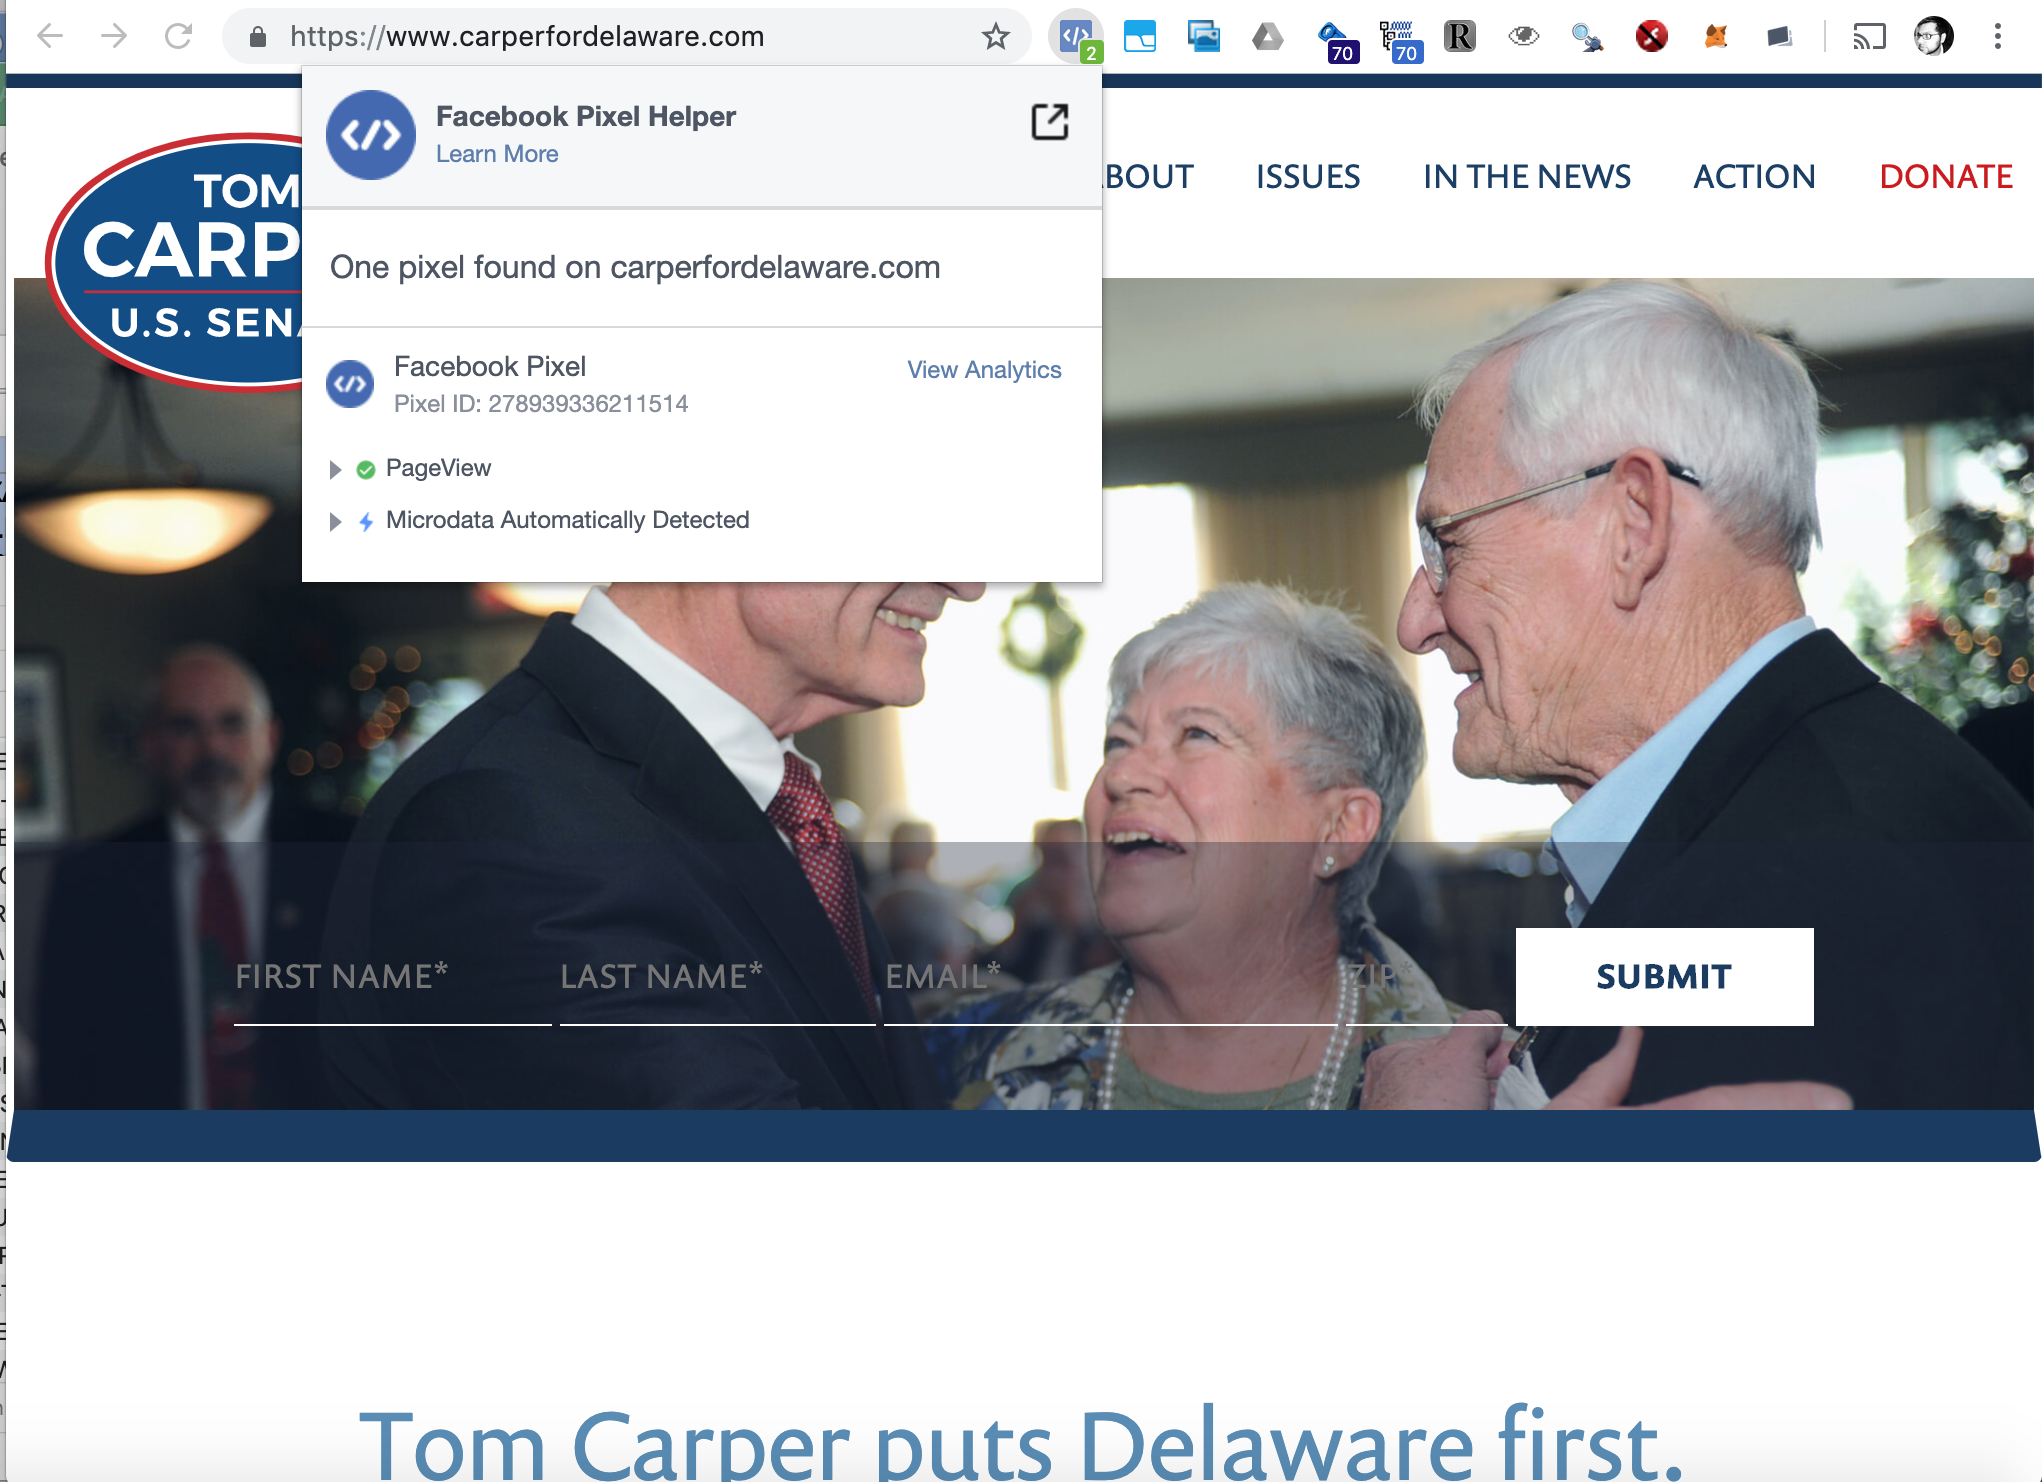 https://www.carperfordelaware.com
2
70
70
R
Facebook Pixel Helper
Learn More
TOM
CARP
U.S. SEN
BOUT
ISSUES
IN THE NEWS
ACTION
DONATE
One pixel found on carperfordelaware.com
Facebook Pixel
View Analytics
Pixel ID: 278939336211514
PageView
Microdata Automatically Detected
FIRST NAME*
LAST NAME*
EMAIL*
ZIP*
SUBMIT
Tom Carper puts Delaware first.